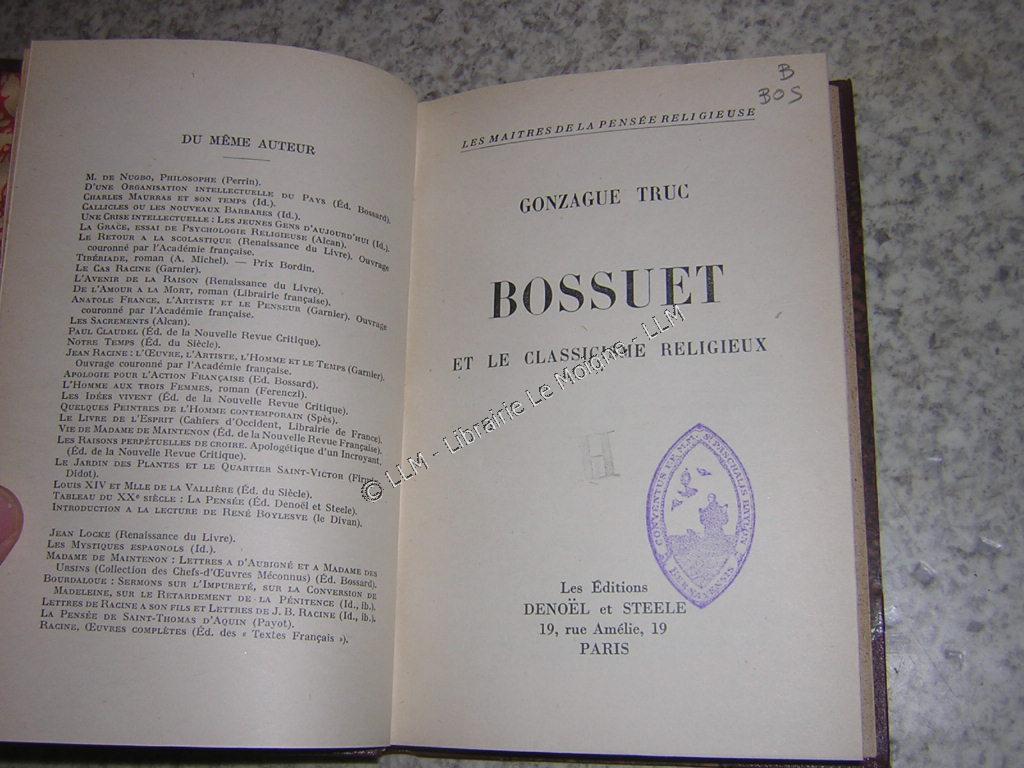 DU MÊME AUTEUR
M. DE NUGBO, PHILOSOPHE (Perrin).
D'UNE ORGANISATION INTELLECTUELLE DU PAYS (Éd. Bossard).
CHARLES MAURRAS ET SON TEMPS (Id.).
CALLICLES OU LES NOUVEAUX BARBARES (Id.).
UNE CRISE INTELLECTUELLE : LES JEUNES GENS D'AUJOURD'HUI (Id.).
LA GRACE, ESSAI DE PSYCHOLOGIE RELIGIEUSE (Alcan).
LE RETOUR A LA SCOLASTIQUE (Renaissance du Livre). Ouvrage
couronné par l'Académie française.
TIBÉRIADE, roman (A. Michel). — Prix Bordin.
LE CAS RACINE (Garnier).
L'AVENIR DE LA RAISON (Renaissance du Livre).
DE L'AMOUR A LA MORT, roman (Librairie française).
ANATOLE FRANCE, L'ARTISTE ET LE PENSEUR (Garnier). Ouvrage
couronné par l'Académie française.
LES SACREMENTS (Alcan).
PAUL CLAUDEL (Éd. de la Nouvelle Revue Critique).
NOTRE TEMPS (Éd. du Siècle).
JEAN RACINE : L'ŒUVRE, L'ARTISTE, L'HOMME ET LE TEMPS (Garnier).
Ouvrage couronné par l'Académie française.
APOLOGIE POUR L'ACTION FRANÇAISE (Éd. Bossard).
L'HOMME AUX TROIS FEMMES, roman (Ferenczi).
LES IDÉES VIVENT (Éd. de la Nouvelle Revue Critique).
QUELQUES PEINTRES DE L'HOMME CONTEMPORAIN (Spès).
LE LIVRE DE L'ESPRIT (Cahiers d'Occident, Librairie de France).
VIE DE MADAME DE MAINTENON (Éd. de la Nouvelle Revue Française).
LES RAISONS PERPÉTUELLES DE CROIRE. Apologétique d'un Incroyant,
(Éd. de la Nouvelle Revue Critique).
LE JARDIN DES PLANTES ET LE QUARTIER SAINT-VICTOR (Firmin
Didot).
LOUIS XIV ET MLLE DE LA VALLIÈRE (Éd. du Siècle).
TABLEAU DU XXe SIÈCLE : LA PENSÉE (Éd. Denoël et Steele).
INTRODUCTION A LA LECTURE DE RENÉ BOYLESVE (le Divan).
JEAN LOCKE (Renaissance du Livre).
LES MYSTIQUES ESPAGNOLS (Id.).
MADAME DE MAINTENON : LETTRES A D'AUBIGNÉ ET A MADAME DES
URSINS (Collection des Chefs-d'Œuvre Méconnus) (Éd. Bossard).
BOURDALOUE : SERMONS SUR L'IMPURETÉ, SUR LA CONVERSION DE
MADELEINE, SUR LE RETARDEMENT DE LA PÉNITENCE (Id., ib.).
LETTRES DE RACINE A SON FILS ET LETTRES DE J. B. RACINE (Id., ib.).
LA PENSÉE DE SAINT-THOMAS D'AQUIN (Payot).
RACINE, ŒUVRES COMPLÈTES (Éd. des « Textes Français »).
B
BOS
LES MAITRES DE LA PENSÉE RELIGIEUSE
GONZAGUE TRUC
BOSSUET
ET LE CLASSICISME RELIGIEUX
H
CONVENTUS FF. MM. S. PASCHALIS BAYLON
Les Éditions
DENOËL et STEELE
19, rue Amélie, 19
PARIS
© LLM - Librairie Le Moigne - LLM